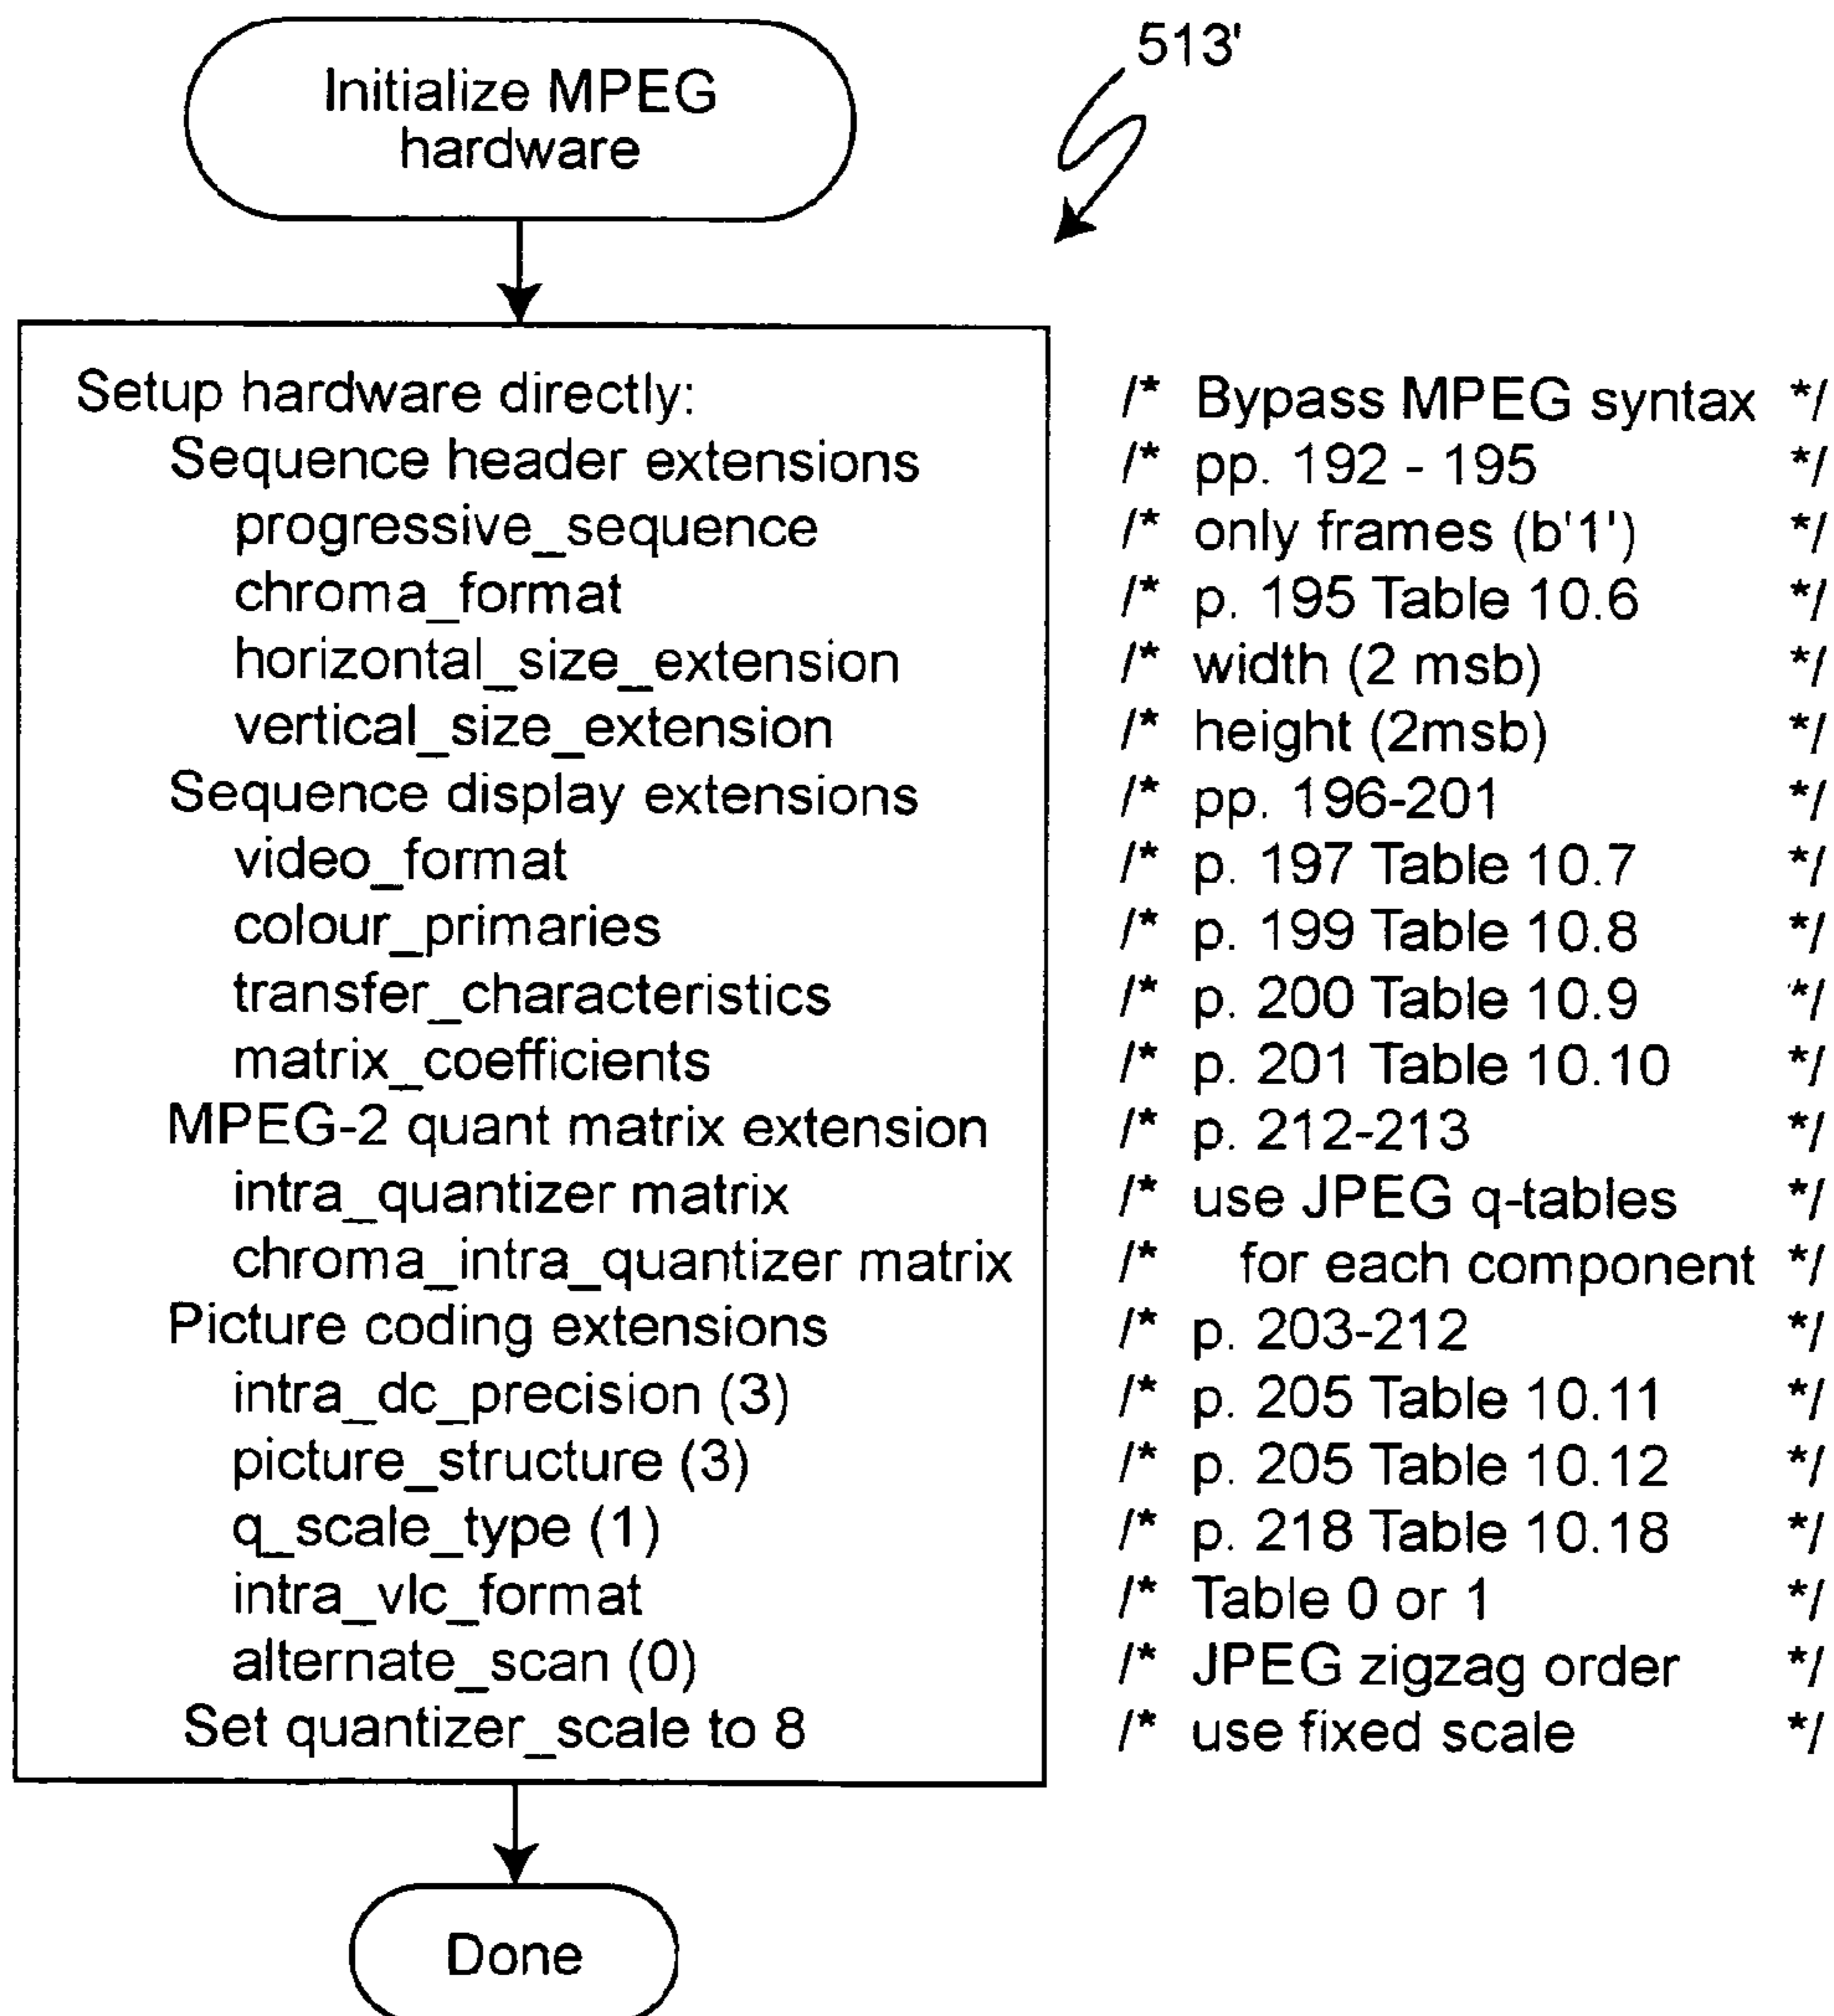 Initialize MPEG
hardware
513'
Setup hardware directly: /* Bypass MPEG syntax */
Sequence header extensions /* pp. 192 - 195 */
progressive_sequence /* only frames (b'1') */
chroma_format /* p. 195 Table 10.6 */
horizontal_size_extension /* width (2 msb) */
vertical_size_extension /* height (2msb) */
Sequence display extensions /* pp. 196-201 */
video_format /* p. 197 Table 10.7 */
colour_primaries /* p. 199 Table 10.8 */
transfer_characteristics /* p. 200 Table 10.9 */
matrix_coefficients /* p. 201 Table 10.10 */
MPEG-2 quant matrix extension /* p. 212-213 */
intra_quantizer matrix /* use JPEG q-tables */
chroma_intra_quantizer matrix /* for each component */
Picture coding extensions /* p. 203-212 */
intra_dc_precision (3) /* p. 205 Table 10.11 */
picture_structure (3) /* p. 205 Table 10.12 */
q_scale_type (1) /* p. 218 Table 10.18 */
intra_vlc_format /* Table 0 or 1 */
alternate_scan (0) /* JPEG zigzag order */
Set quantizer_scale to 8 /* use fixed scale */
Done